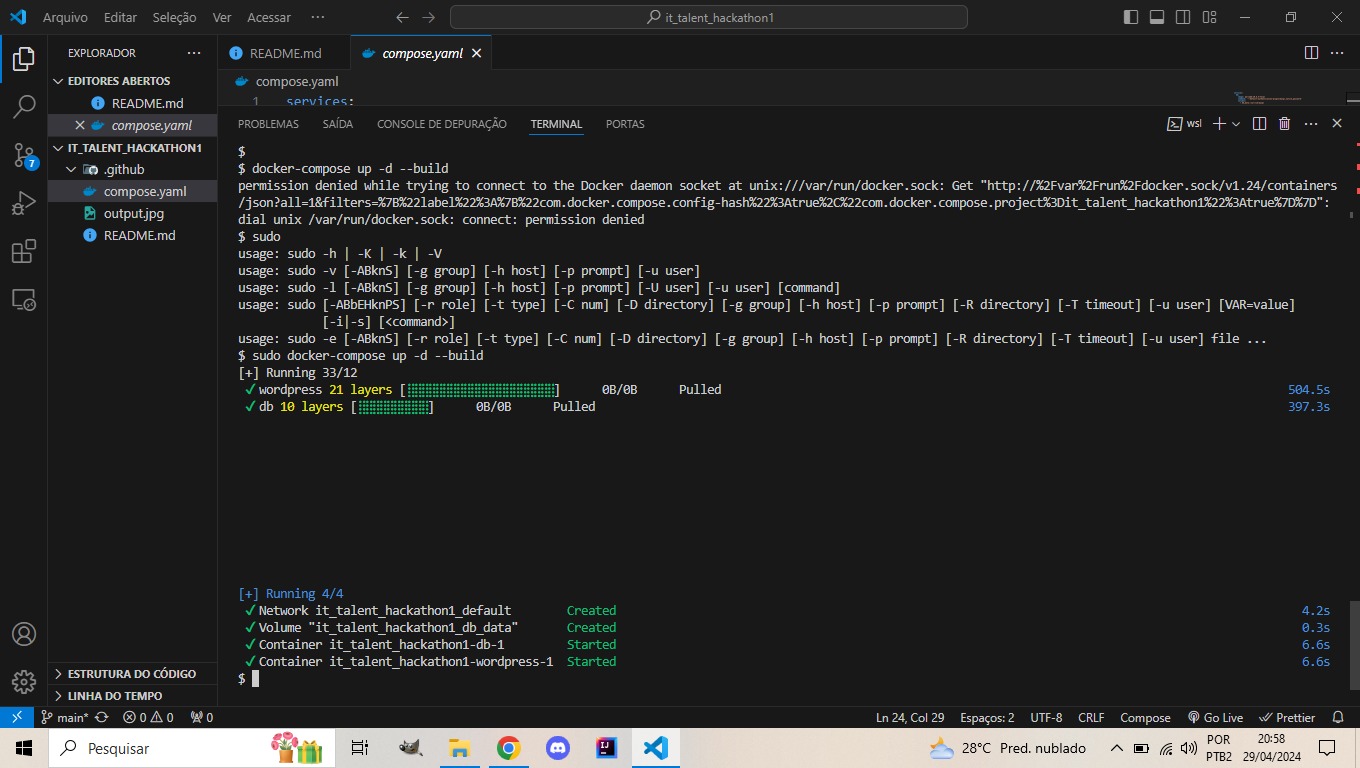 Arquivo Editar Seleção Ver Acessar ···
it_talent_hackathon1
EXPLORADOR ···
EDITORES ABERTOS
README.md
compose.yaml
IT_TALENT_HACKATHON1
.github
compose.yaml
output.jpg
README.md
ESTRUTURA DO CÓDIGO
LINHA DO TEMPO
7
README.md
compose.yaml
compose.yaml
1 services:
PROBLEMAS SAÍDA CONSOLE DE DEPURAÇÃO TERMINAL PORTAS
wsl
$
$ docker-compose up -d --build
permission denied while trying to connect to the Docker daemon socket at unix:///var/run/docker.sock: Get "http://%2Fvar%2Frun%2Fdocker.sock/v1.24/containers
/json?all=1&filters=%7B%22label%22%3A%7B%22com.docker.compose.config-hash%22%3Atrue%2C%22com.docker.compose.project%3Dit_talent_hackathon1%22%3Atrue%7D%7D":
dial unix /var/run/docker.sock: connect: permission denied
$ sudo
usage: sudo -h | -K | -k | -V
usage: sudo -v [-ABknS] [-g group] [-h host] [-p prompt] [-u user]
usage: sudo -l [-ABknS] [-g group] [-h host] [-p prompt] [-U user] [-u user] [command]
usage: sudo [-ABbEHknPS] [-r role] [-t type] [-C num] [-D directory] [-g group] [-h host] [-p prompt] [-R directory] [-T timeout] [-u user] [VAR=value]
[-i|-s] [<command>]
usage: sudo -e [-ABknS] [-r role] [-t type] [-C num] [-D directory] [-g group] [-h host] [-p prompt] [-R directory] [-T timeout] [-u user] file ...
$ sudo docker-compose up -d --build
[+] Running 33/12
✓ wordpress 21 layers [⣿⣿⣿⣿⣿⣿⣿⣿⣿⣿⣿⣿⣿⣿⣿⣿⣿⣿⣿⣿⣿] 0B/0B Pulled 504.5s
✓ db 10 layers [⣿⣿⣿⣿⣿⣿⣿⣿⣿⣿] 0B/0B Pulled 397.3s
[+] Running 4/4
✓ Network it_talent_hackathon1_default Created 4.2s
✓ Volume "it_talent_hackathon1_db_data" Created 0.3s
✓ Container it_talent_hackathon1-db-1 Started 6.6s
✓ Container it_talent_hackathon1-wordpress-1 Started 6.6s
$
main* 0 0 0 Ln 24, Col 29 Espaços: 2 UTF-8 CRLF Compose Go Live Prettier
Pesquisar 28°C Pred. nublado
POR 20:58
PTB2 29/04/2024